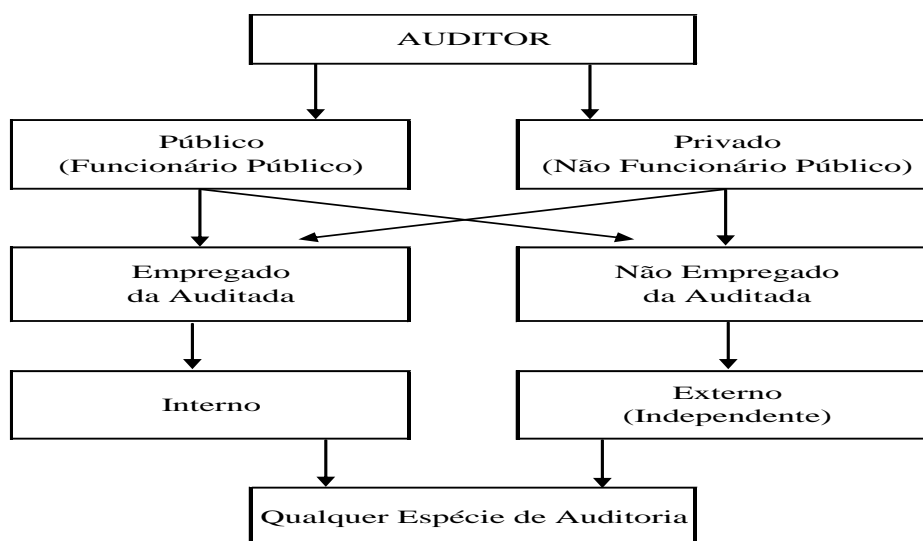 AUDITOR
Público
(Funcionário Público)
Privado
(Não Funcionário Público)
Empregado
da Auditada
Não Empregado
da Auditada
Interno
Externo
(Independente)
Qualquer Espécie de Auditoria